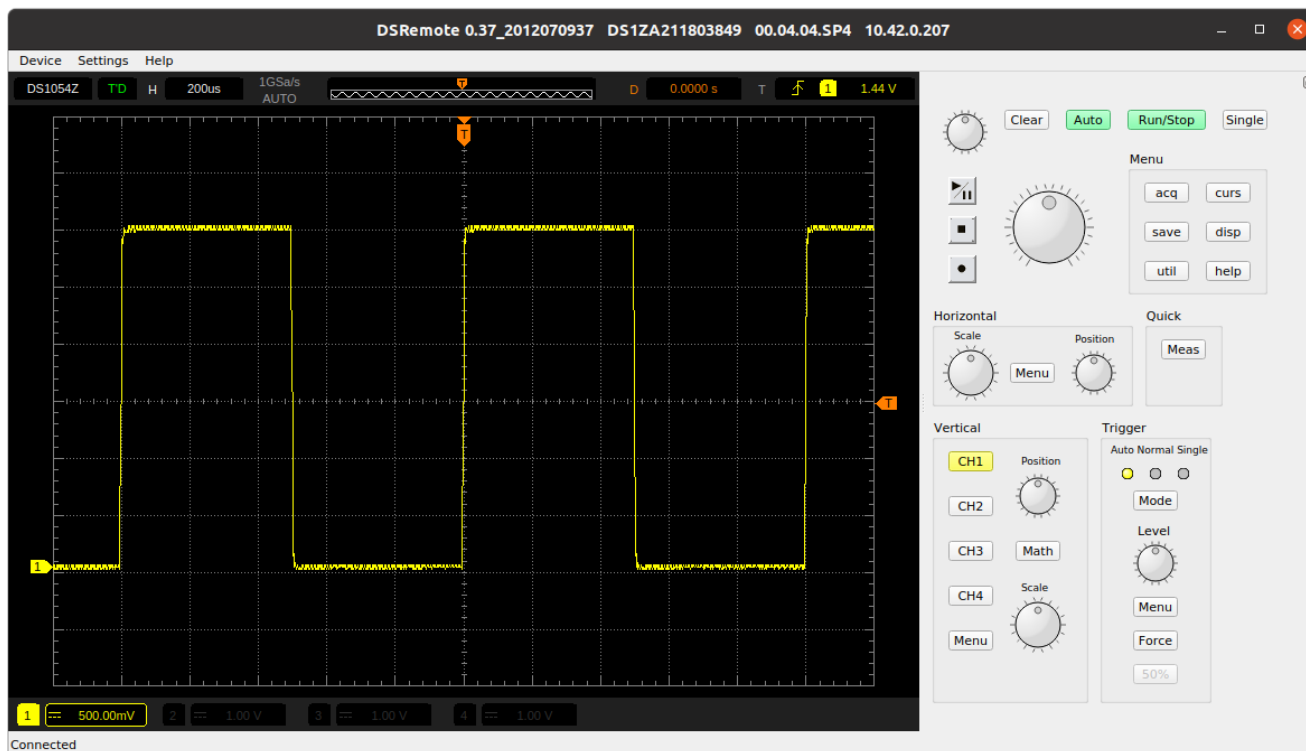 DSRemote 0.37_2012070937 DS1ZA211803849 00.04.04.SP4 10.42.0.207
Device Settings Help
DS1054Z T'D H 200us 1GSa/s AUTO T D 0.0000 s T 1 1.44 V
T
Clear Auto Run/Stop Single
Menu
acq curs
save disp
util help
Horizontal Quick
Scale Position
Menu Meas
T
Vertical Trigger
Auto Normal Single
CH1 Position
Mode
CH2
Level
CH3 Math
CH4 Scale
Menu
Menu Force
50%
1
1 500.00mV 2 1.00 V 3 1.00 V 4 1.00 V
Connected